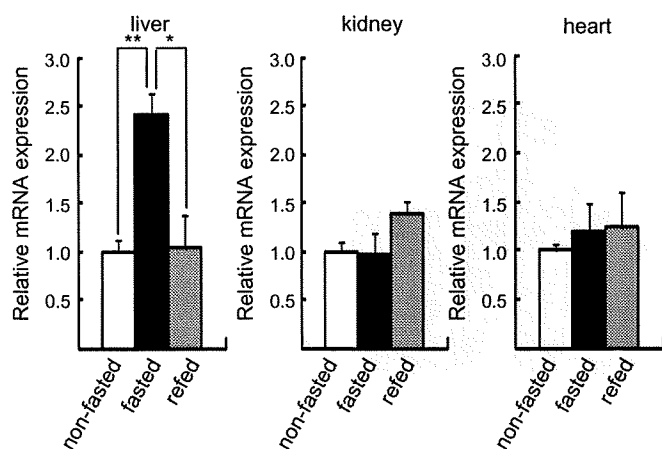 liver
kidney
heart
** *
Relative mRNA expression
3.0
2.5
2.0
1.5
1.0
0.5
non-fasted
fasted
refed
Relative mRNA expression
3.0
2.5
2.0
1.5
1.0
0.5
non-fasted
fasted
refed
Relative mRNA expression
3.0
2.5
2.0
1.5
1.0
0.5
non-fasted
fasted
refed